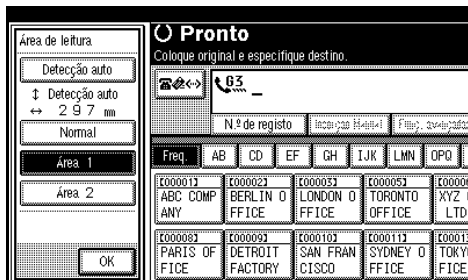 Área de leitura
Detecção auto
↕ Detecção auto
↔ 297 mm
Normal
Área 1
Área 2
OK
Pronto
Coloque original e especifique destino.
G3 _
N.º de registo
Freq. AB CD EF GH IJK LMN OPQ
[00001] [00002] [00003] [00005]
ABC COMP BERLIN O LONDON O TORONTO XYZ
ANY FFICE FFICE OFFICE LTD
[00008] [00009] [00010] [00011]
PARIS OF DETROIT SAN FRAN SYDNEY O
FICE FACTORY CISCO FFICE FICE